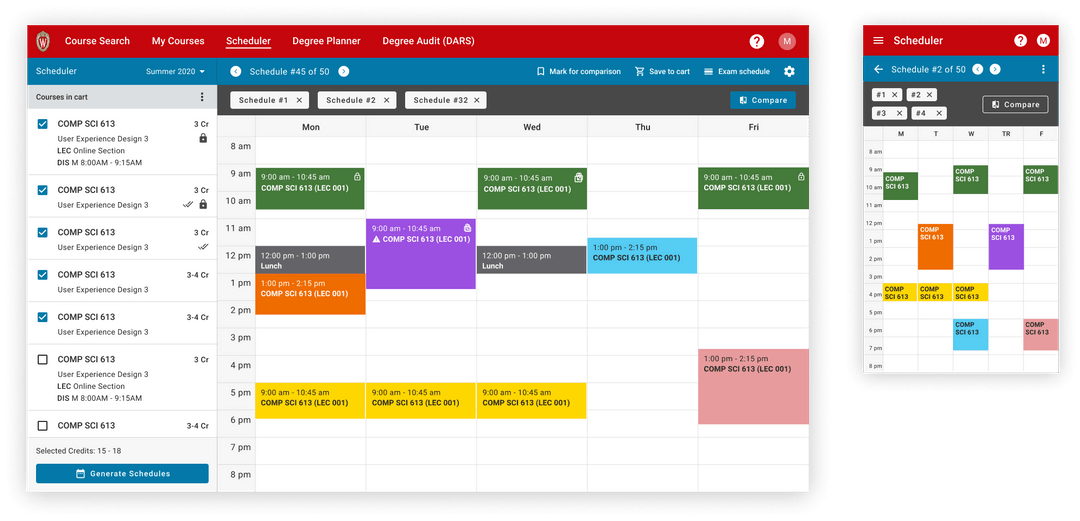 W
Course Search
My Courses
Scheduler
Degree Planner
Degree Audit (DARS)
?
M
Scheduler
Summer 2020
Schedule #45 of 50
Mark for comparison
Save to cart
Exam schedule
Courses in cart
Schedule #1
Schedule #2
Schedule #32
Compare
COMP SCI 613
3 Cr
User Experience Design 3
LEC Online Section
DIS M 8:00AM - 9:15AM
COMP SCI 613
3 Cr
User Experience Design 3
COMP SCI 613
3 Cr
User Experience Design 3
COMP SCI 613
3-4 Cr
User Experience Design 3
COMP SCI 613
3-4 Cr
User Experience Design 3
COMP SCI 613
3 Cr
User Experience Design 3
LEC Online Section
DIS M 8:00AM - 9:15AM
COMP SCI 613
3-4 Cr
Selected Credits: 15 - 18
Generate Schedules
Mon
Tue
Wed
Thu
Fri
8 am
9 am
10 am
11 am
12 pm
1 pm
2 pm
3 pm
4 pm
5 pm
6 pm
7 pm
8 pm
9:00 am - 10:45 am
COMP SCI 613 (LEC 001)
12:00 pm - 1:00 pm
Lunch
1:00 pm - 2:15 pm
COMP SCI 613 (LEC 001)
9:00 am - 10:45 am
COMP SCI 613 (LEC 001)
9:00 am - 10:45 am
COMP SCI 613 (LEC 001)
9:00 am - 10:45 am
COMP SCI 613 (LEC 001)
9:00 am - 10:45 am
COMP SCI 613 (LEC 001)
12:00 pm - 1:00 pm
Lunch
9:00 am - 10:45 am
COMP SCI 613 (LEC 001)
1:00 pm - 2:15 pm
COMP SCI 613 (LEC 001)
9:00 am - 10:45 am
COMP SCI 613 (LEC 001)
1:00 pm - 2:15 pm
COMP SCI 613 (LEC 001)
Scheduler
?
M
Schedule #2 of 50
#1
#2
#3
#4
Compare
M
T
W
TR
F
8 am
9 am
10 am
11 am
12 pm
1 pm
2 pm
3 pm
4 pm
5 pm
6 pm
7 pm
8 pm
COMP
SCI 613
COMP
SCI 613
COMP
SCI 613
COMP
SCI 613
COMP
SCI 613
COMP
SCI 613
COMP
SCI 613
COMP
SCI 613
COMP
SCI 613
COMP
SCI 613